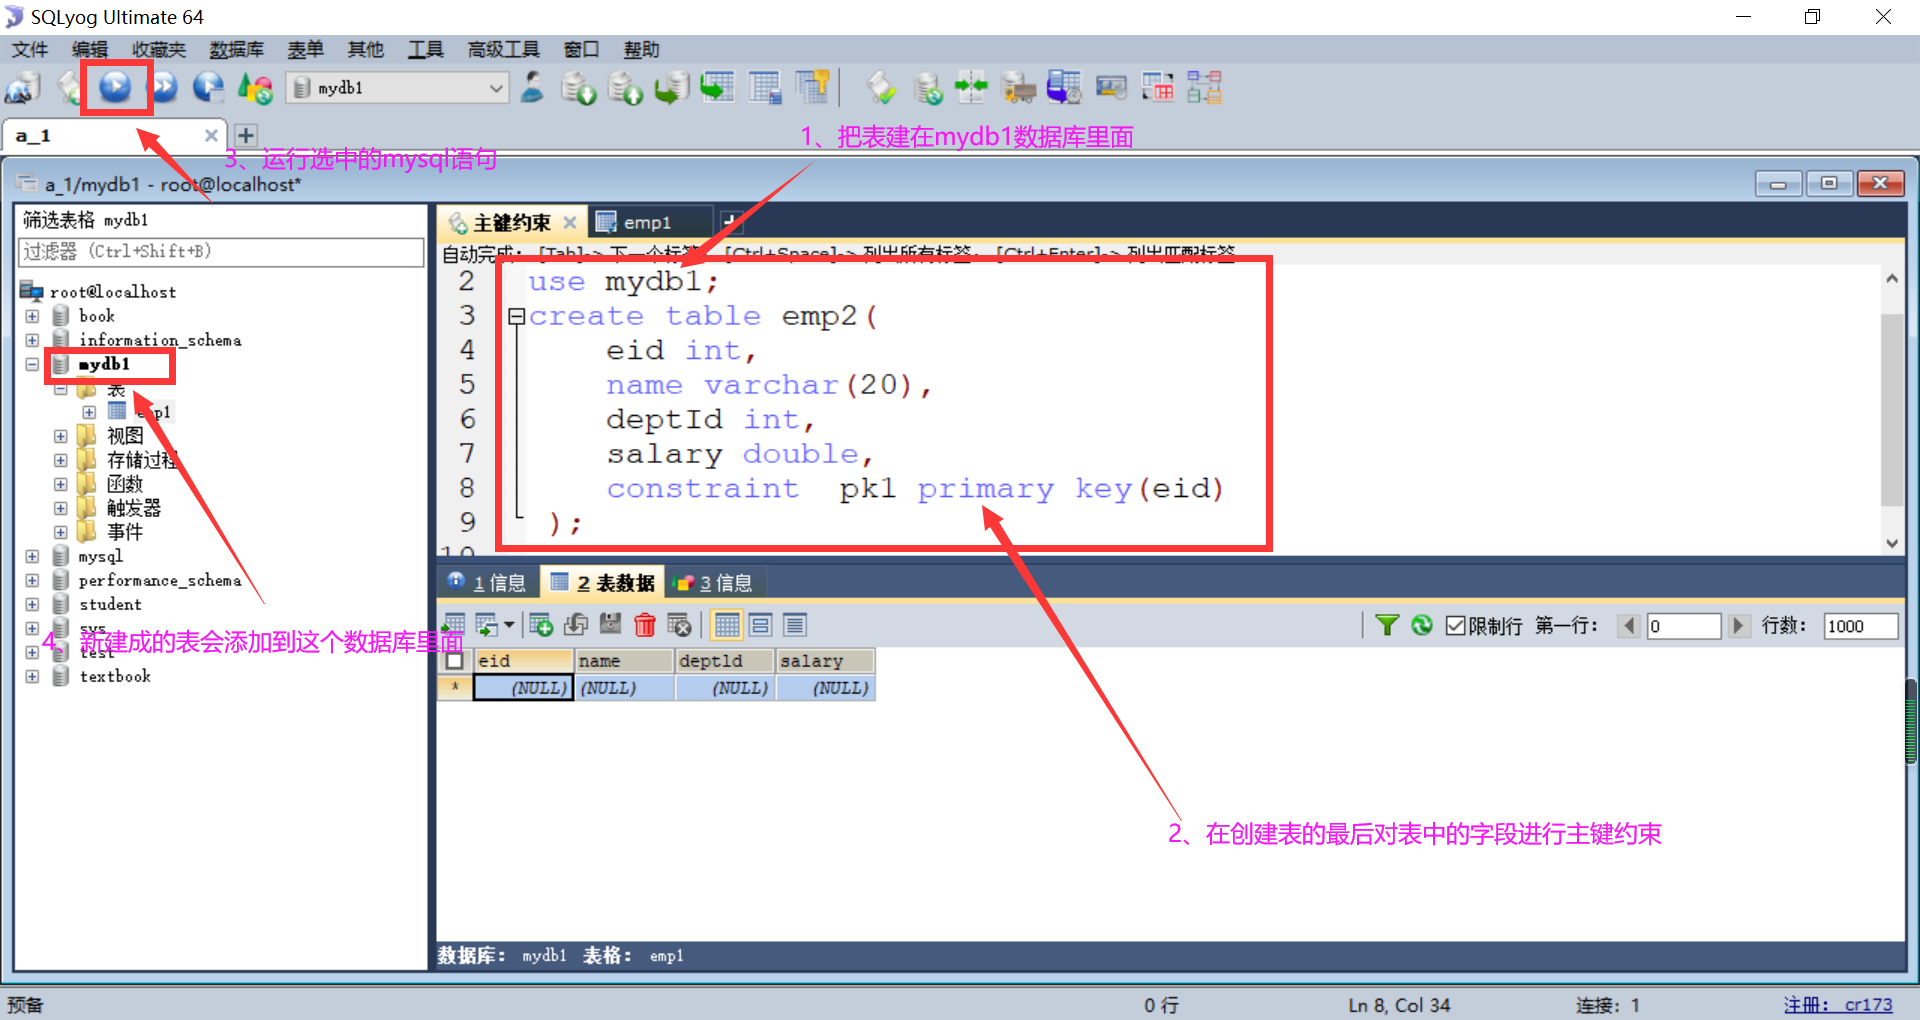 SQLyog Ultimate 64
文件 编辑 收藏夹 数据库 表单 其他 工具 高级工具 窗口 帮助
mydb1
a_1
1、把表建在mydb1数据库里面
3、运行选中的mysql语句
a_1/mydb1 - root@localhost*
筛选表格 mydb1
过滤器 (Ctrl+Shift+B)
root@localhost
book
information_schema
mydb1
表
emp1
视图
存储过程
函数
触发器
事件
mysql
performance_schema
student
sys
4、新建成的表会添加到这个数据库里面
test
textbook
主键约束 emp1
自动完成: [Tab]-> 下一个标签, [Ctrl+Space]-> 列出所有标签, [Ctrl+Enter]-> 列出匹配标签
2 use mydb1;
3 create table emp2(
4 eid int,
5 name varchar(20),
6 deptId int,
7 salary double,
8 constraint pk1 primary key(eid)
9 );
10
1 信息 2 表数据 3 信息
限制行 第一行: 0 行数: 1000
eid name deptId salary
* (NULL) (NULL) (NULL) (NULL)
2、在创建表的最后对表中的字段进行主键约束
数据库: mydb1 表格: emp1
预备 0 行 Ln 8, Col 34 连接: 1 注册: cr173